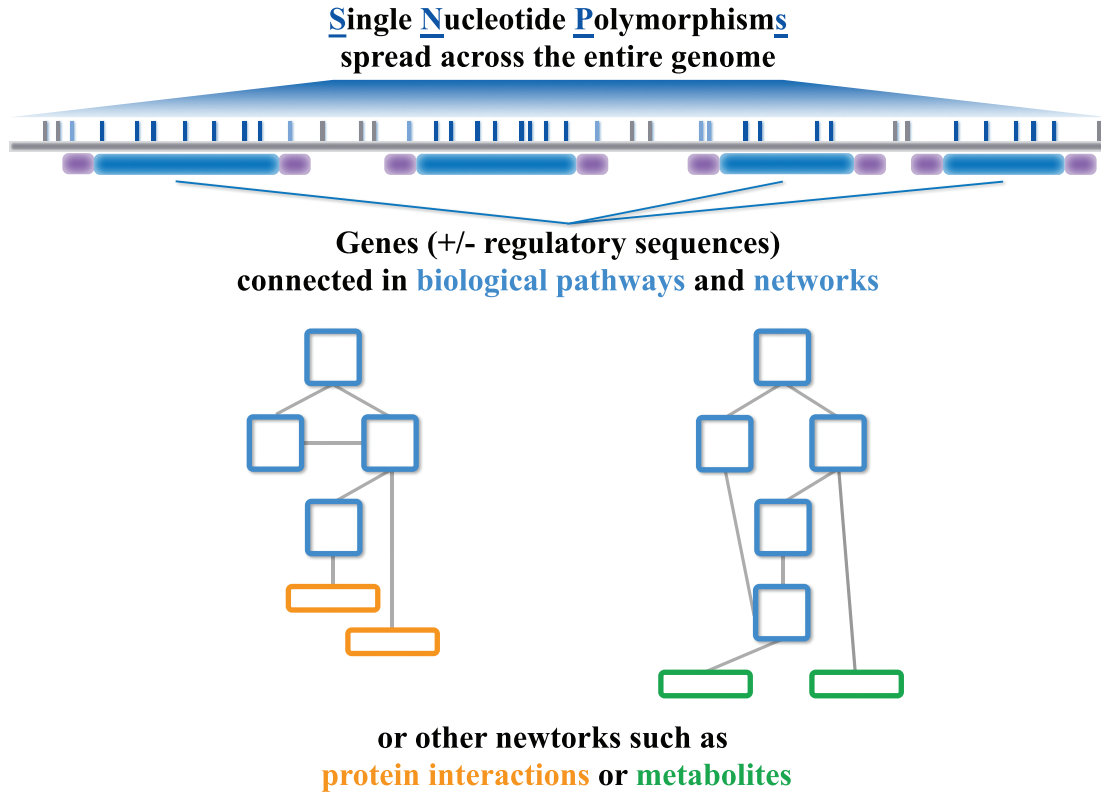 Single Nucleotide Polymorphisms
spread across the entire genome
Genes (+/- regulatory sequences)
connected in biological pathways and networks
or other newtorks such as
protein interactions or metabolites